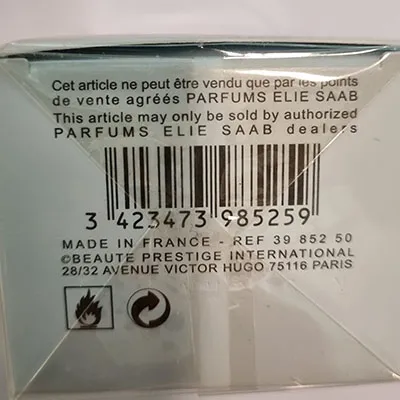 Cet article ne peut être vendu que par les points
de vente agréés PARFUMS ELIE SAAB
This article may only be sold by authorized
PARFUMS ELIE SAAB dealers
3 423473 985259
MADE IN FRANCE - REF 39 852 50
©BEAUTE PRESTIGE INTERNATIONAL
28/32 AVENUE VICTOR HUGO 75116 PARIS